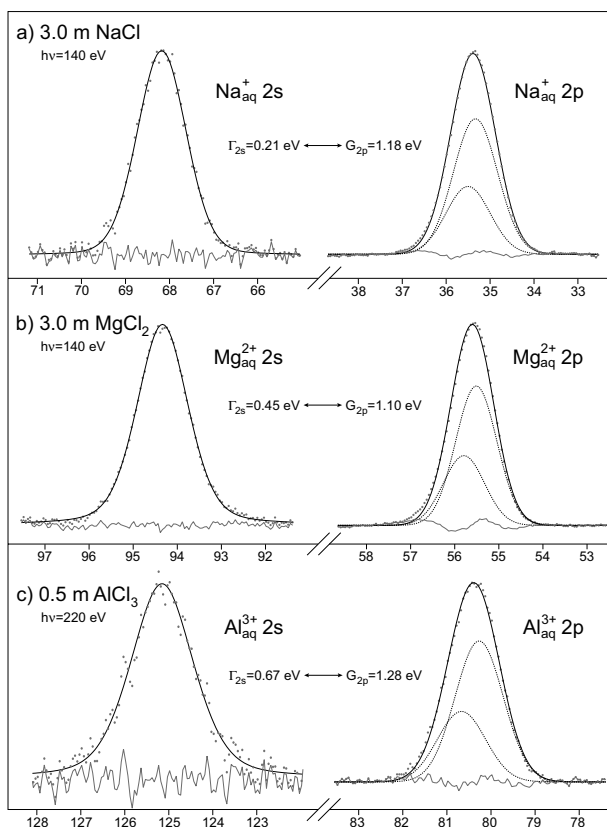 a) 3.0 m NaCl
hν=140 eV
Na⁺aq 2s
Na⁺aq 2p
Γ2s=0.21 eV ⟷ G2p=1.18 eV
71 70 69 68 67 66 38 37 36 35 34 33
b) 3.0 m MgCl₂
hν=140 eV
Mg²⁺aq 2s
Mg²⁺aq 2p
Γ2s=0.45 eV ⟷ G2p=1.10 eV
97 96 95 94 93 92 58 57 56 55 54 53
c) 0.5 m AlCl₃
hν=220 eV
Al³⁺aq 2s
Al³⁺aq 2p
Γ2s=0.67 eV ⟷ G2p=1.28 eV
128 127 126 125 124 123 83 82 81 80 79 78